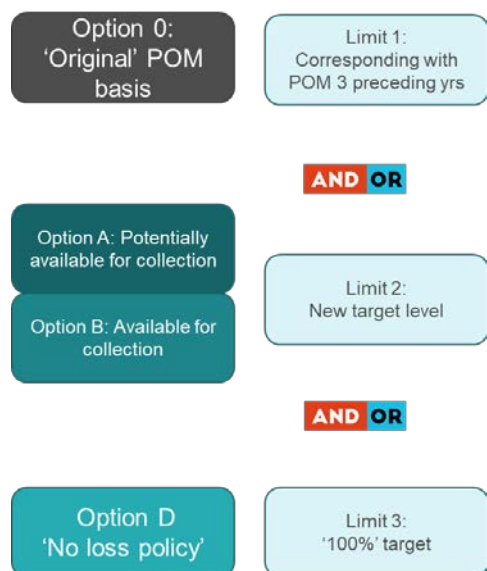 Option 0:
‘Original’ POM
basis
Limit 1:
Corresponding with
POM 3 preceding yrs
AND OR
Option A: Potentially
available for collection
Option B: Available for
collection
Limit 2:
New target level
AND OR
Option D
‘No loss policy’
Limit 3:
‘100%’ target